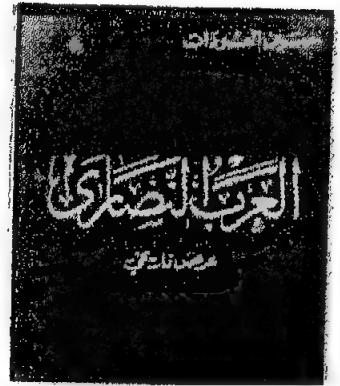 حسين العودات
العرب النصارى
عرض تاريخي